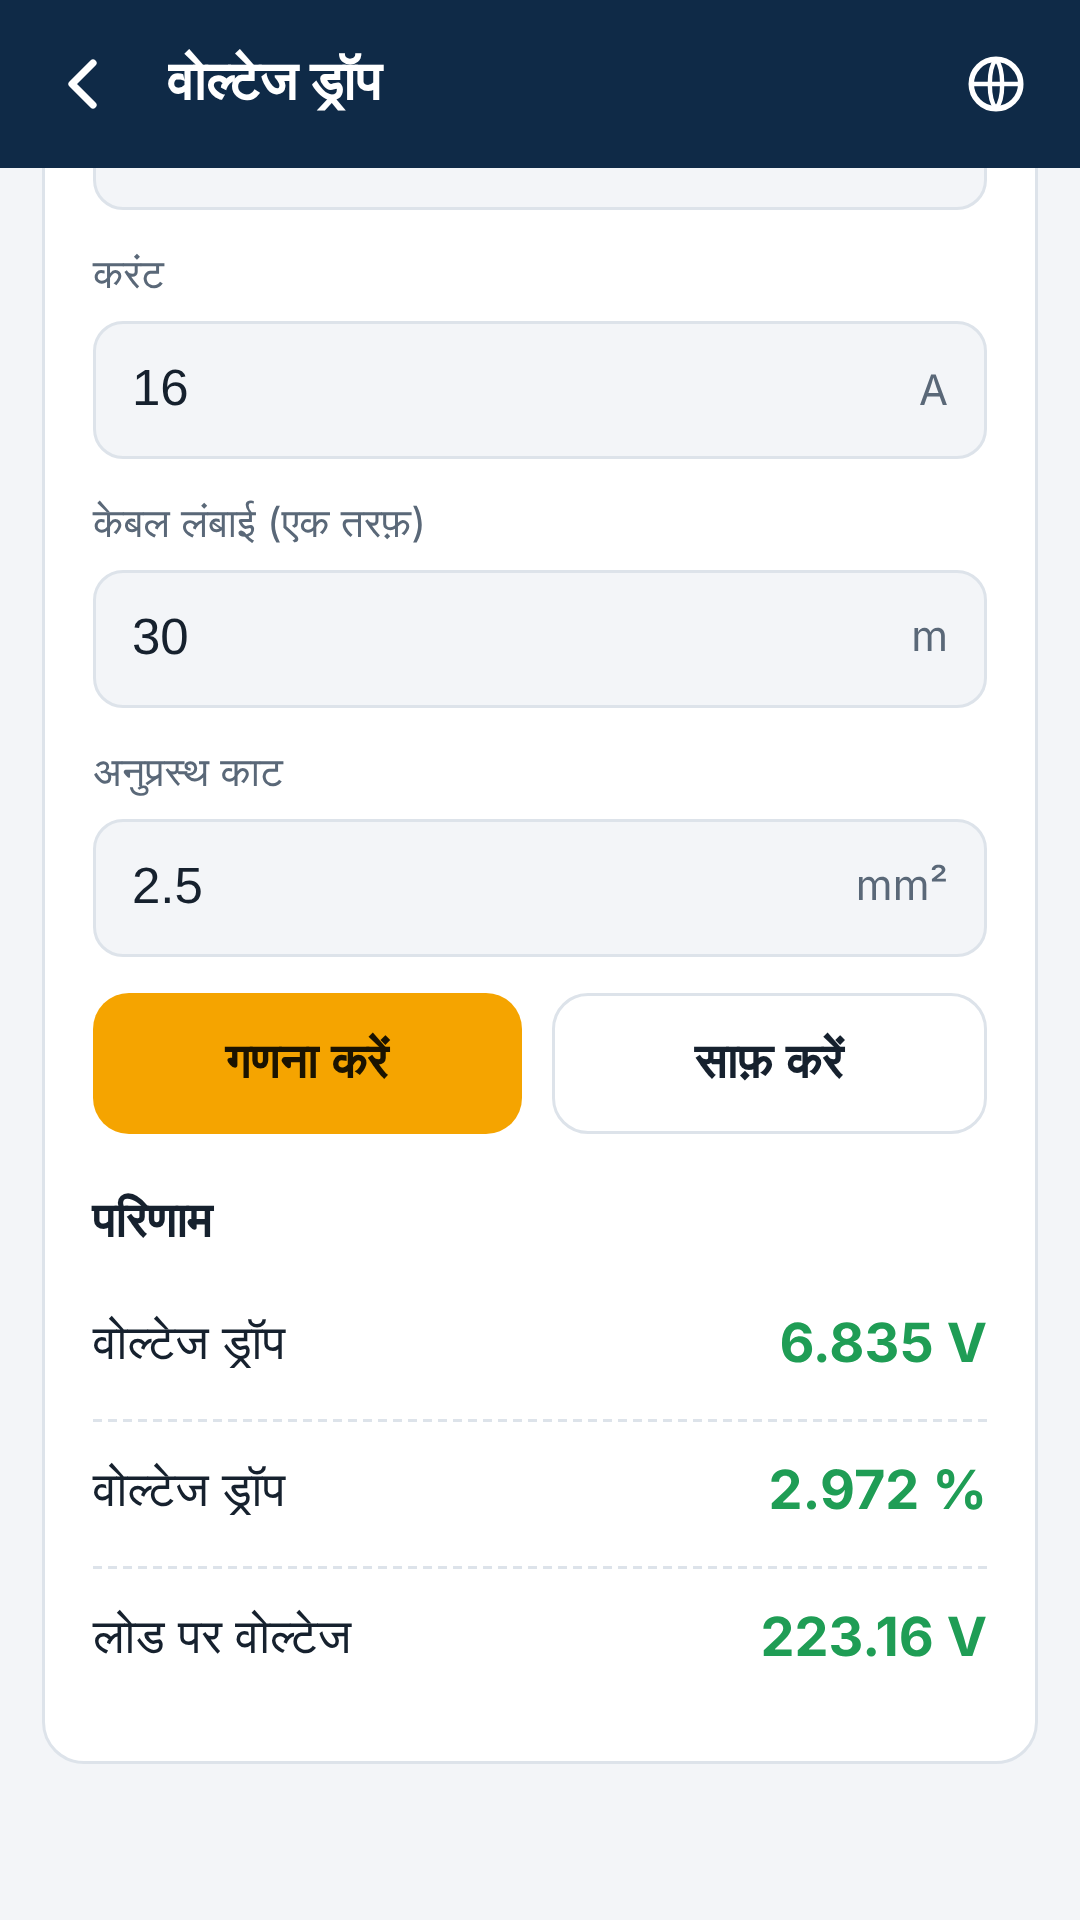 वोल्टेज ड्रॉप
करंट
16 A
केबल लंबाई (एक तरफ़)
30 m
अनुप्रस्थ काट
2.5 mm²
गणना करें साफ़ करें
परिणाम
वोल्टेज ड्रॉप 6.835 V
वोल्टेज ड्रॉप 2.972 %
लोड पर वोल्टेज 223.16 V